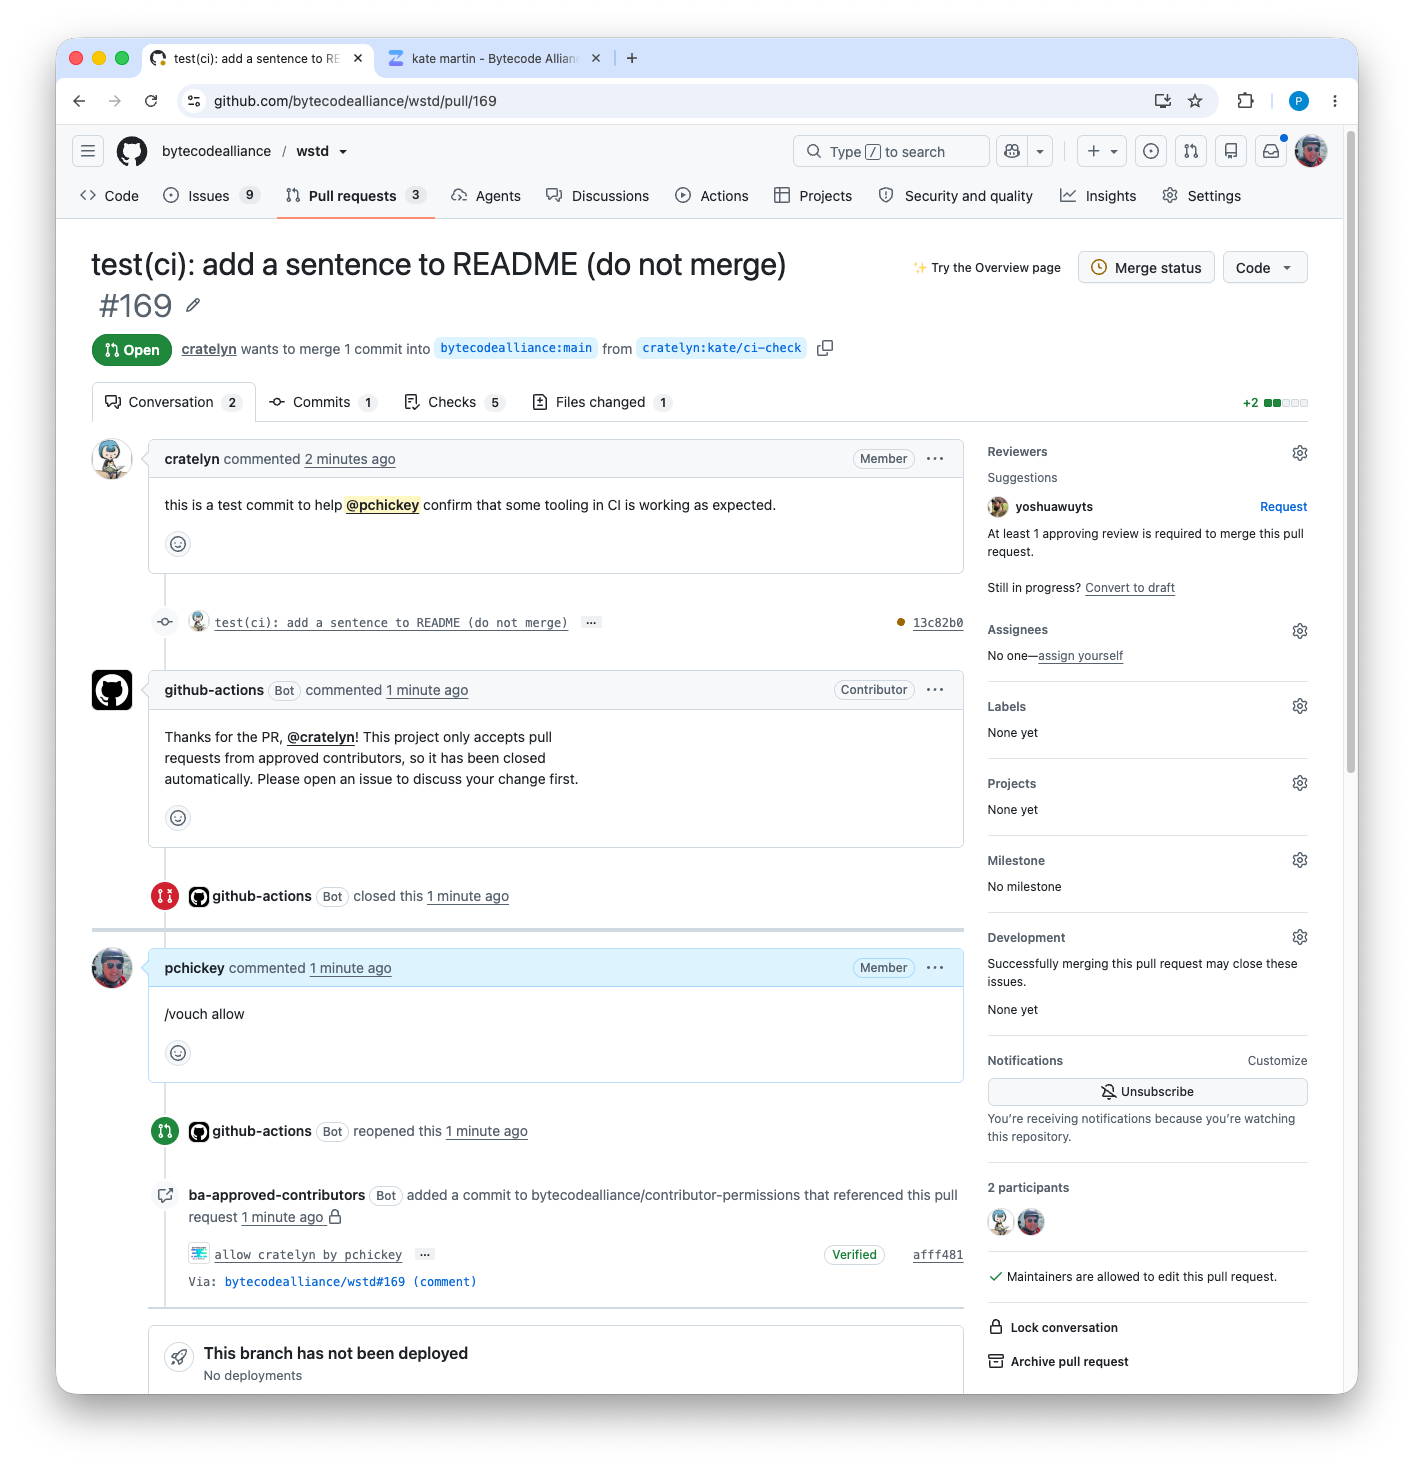 test(ci): add a sentence to RE
kate martin - Bytecode Allian
github.com/bytecodealliance/wstd/pull/169
P
bytecodealliance / wstd
Type / to search
Code
Issues 9
Pull requests 3
Agents
Discussions
Actions
Projects
Security and quality
Insights
Settings
test(ci): add a sentence to README (do not merge)
#169
✨ Try the Overview page
Merge status
Code
Open
cratelyn wants to merge 1 commit into bytecodealliance:main from cratelyn:kate/ci-check
Conversation 2
Commits 1
Checks 5
Files changed 1
+2
cratelyn commented 2 minutes ago
Member
this is a test commit to help @pchickey confirm that some tooling in CI is working as expected.
test(ci): add a sentence to README (do not merge) ...
13c82b0
github-actions Bot commented 1 minute ago
Contributor
Thanks for the PR, @cratelyn! This project only accepts pull
requests from approved contributors, so it has been closed
automatically. Please open an issue to discuss your change first.
github-actions Bot closed this 1 minute ago
pchickey commented 1 minute ago
Member
/vouch allow
github-actions Bot reopened this 1 minute ago
ba-approved-contributors Bot added a commit to bytecodealliance/contributor-permissions that referenced this pull
request 1 minute ago
allow cratelyn by pchickey ...
Verified
afff481
Via: bytecodealliance/wstd#169 (comment)
This branch has not been deployed
No deployments
Reviewers
Suggestions
yoshuawuyts
Request
At least 1 approving review is required to merge this pull
request.
Still in progress? Convert to draft
Assignees
No one—assign yourself
Labels
None yet
Projects
None yet
Milestone
No milestone
Development
Successfully merging this pull request may close these
issues.
None yet
Notifications
Customize
Unsubscribe
You're receiving notifications because you're watching
this repository.
2 participants
Maintainers are allowed to edit this pull request.
Lock conversation
Archive pull request